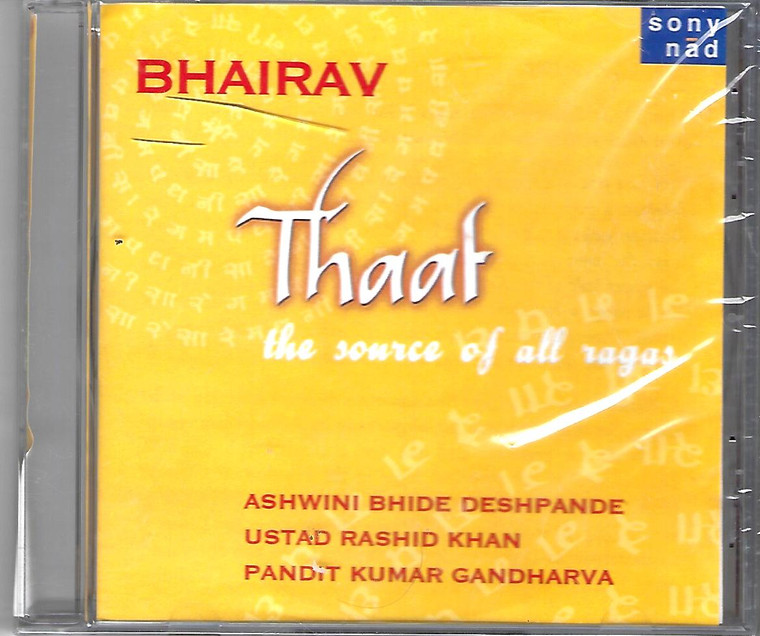 sony
nād
BHAIRAV
Thaat
the source of all ragas
ASHWINI BHIDE DESHPANDE
USTAD RASHID KHAN
PANDIT KUMAR GANDHARVA